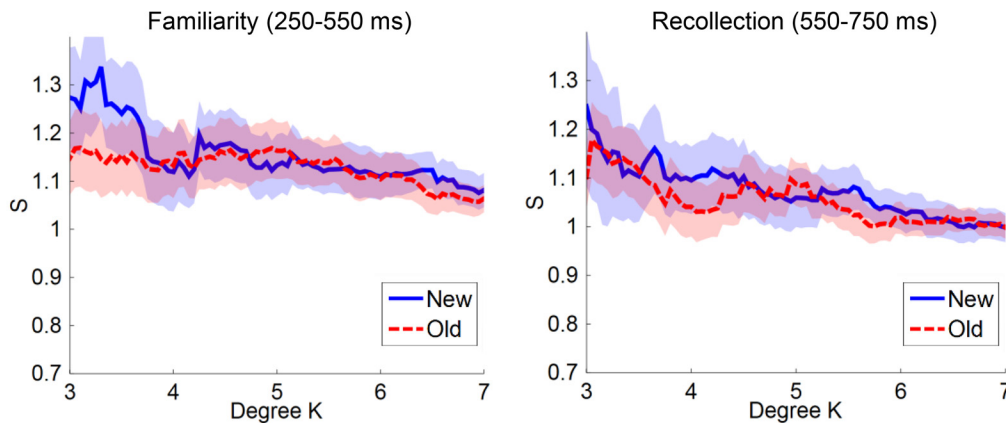 Familiarity (250-550 ms)
1.3
1.2
1.1
1
0.9
0.8
0.7
S
3
4
5
6
7
Degree K
New
Old
Recollection (550-750 ms)
1.3
1.2
1.1
1
0.9
0.8
0.7
S
3
4
5
6
7
Degree K
New
Old